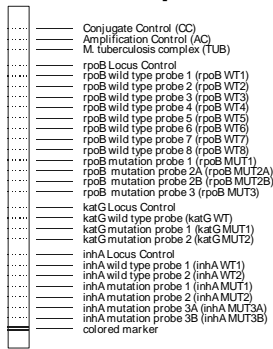 Conjugate Control (CC)
Amplification Control (AC)
M. tuberculosis complex (TUB)
rpoB Locus Control
rpoB wild type probe 1 (rpoB WT1)
rpoB wild type probe 2 (rpoB WT2)
rpoB wild type probe 3 (rpoB WT3)
rpoB wild type probe 4 (rpoB WT4)
rpoB wild type probe 5 (rpoB WT5)
rpoB wild type probe 6 (rpoB WT6)
rpoB wild type probe 7 (rpoB WT7)
rpoB wild type probe 8 (rpoB WT8)
rpoB mutation probe 1 (rpoB MUT1)
rpoB mutation probe 2A (rpoB MUT2A)
rpoB mutation probe 2B (rpoB MUT2B)
rpoB mutation probe 3 (rpoB MUT3)
katG Locus Control
katG wild type probe (katG WT)
katG mutation probe 1 (katG MUT1)
katG mutation probe 2 (katG MUT2)
inhA Locus Control
inhA wild type probe 1 (inhA WT1)
inhA wild type probe 2 (inhA WT2)
inhA mutation probe 1 (inhA MUT1)
inhA mutation probe 2 (inhA MUT2)
inhA mutation probe 3A (inhA MUT3A)
inhA mutation probe 3B (inhA MUT3B)
colored marker